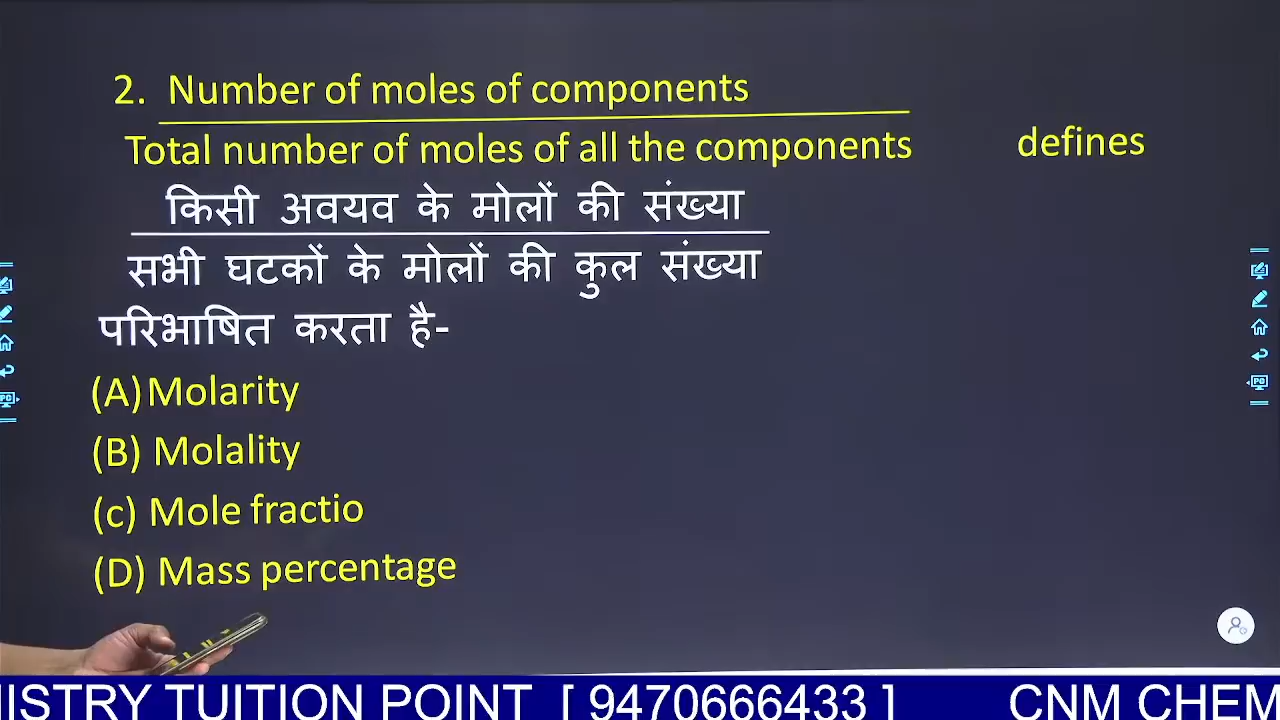 2. Number of moles of components
Total number of moles of all the components defines
किसी अवयव के मोलों की संख्या
सभी घटकों के मोलों की कुल संख्या
परिभाषित करता है-
(A) Molarity
(B) Molality
(c) Mole fractio
(D) Mass percentage
ISTRY TUITION POINT [ 9470666433 ] CNM CHEM